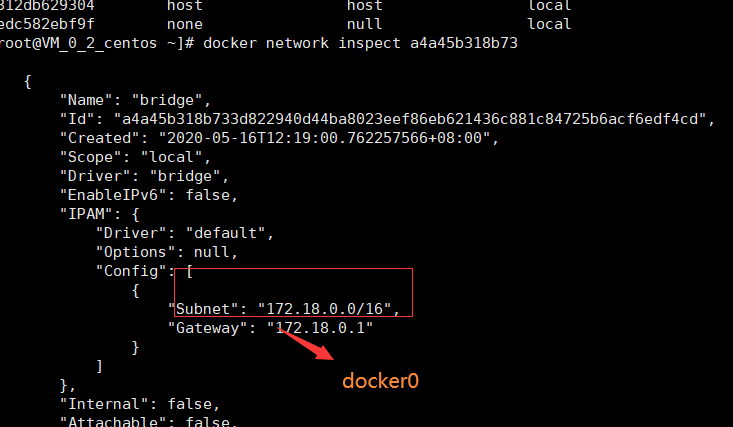 312db629304 host host local
edc582ebf9f none null local
root@VM_0_2_centos ~]# docker network inspect a4a45b318b73
{
"Name": "bridge",
"Id": "a4a45b318b733d822940d44ba8023eef86eb621436c881c84725b6acf6edf4cd",
"Created": "2020-05-16T12:19:00.762257566+08:00",
"Scope": "local",
"Driver": "bridge",
"EnableIPv6": false,
"IPAM": {
"Driver": "default",
"Options": null,
"Config": [
{
"Subnet": "172.18.0.0/16",
"Gateway": "172.18.0.1"
}
]
},
docker0
"Internal": false,
"Attachable": false,